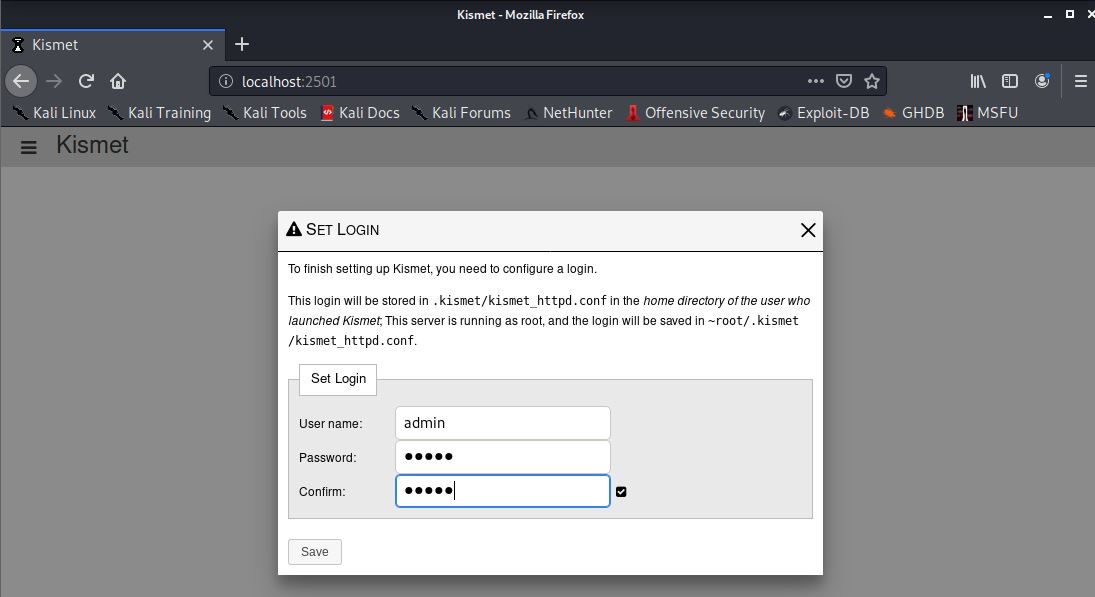 Kismet - Mozilla Firefox
Kismet
localhost:2501
Kali Linux Kali Training Kali Tools Kali Docs Kali Forums NetHunter Offensive Security Exploit-DB GHDB MSFU
Kismet
SET LOGIN
To finish setting up Kismet, you need to configure a login.
This login will be stored in .kismet/kismet_httpd.conf in the home directory of the user who
launched Kismet; This server is running as root, and the login will be saved in ~root/.kismet
/kismet_httpd.conf.
Set Login
User name: admin
Password: ●●●●●
Confirm: ●●●●●
Save